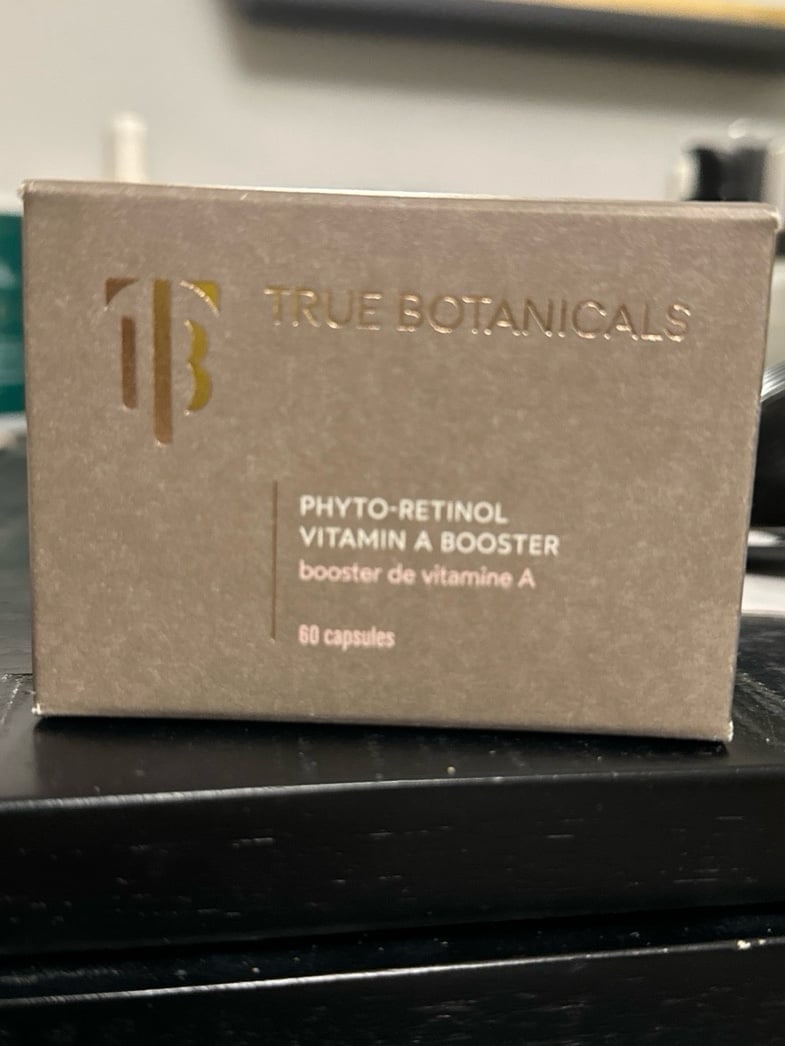 TB
TRUE BOTANICALS
PHYTO-RETINOL
VITAMIN A BOOSTER
booster de vitamine A
60 capsules